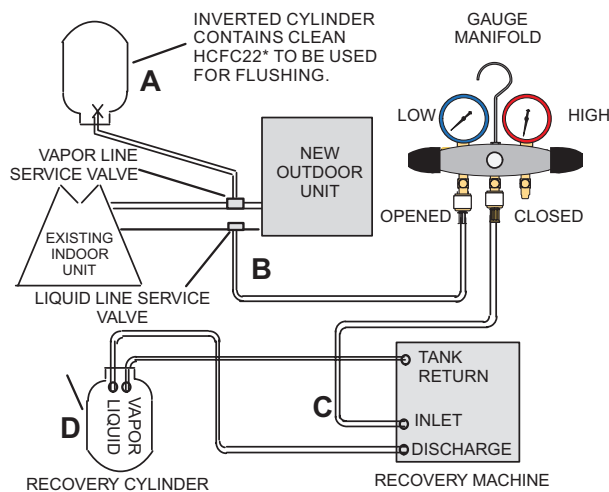 INVERTED CYLINDER
CONTAINS CLEAN
HCFC22* TO BE USED
FOR FLUSHING.
A
GAUGE
MANIFOLD
LOW
HIGH
VAPOR LINE
SERVICE VALVE
NEW
OUTDOOR
UNIT
OPENED
CLOSED
EXISTING
INDOOR
UNIT
B
LIQUID LINE SERVICE
VALVE
TANK
RETURN
C
INLET
DISCHARGE
D
LIQUID
VAPOR
RECOVERY CYLINDER
RECOVERY MACHINE